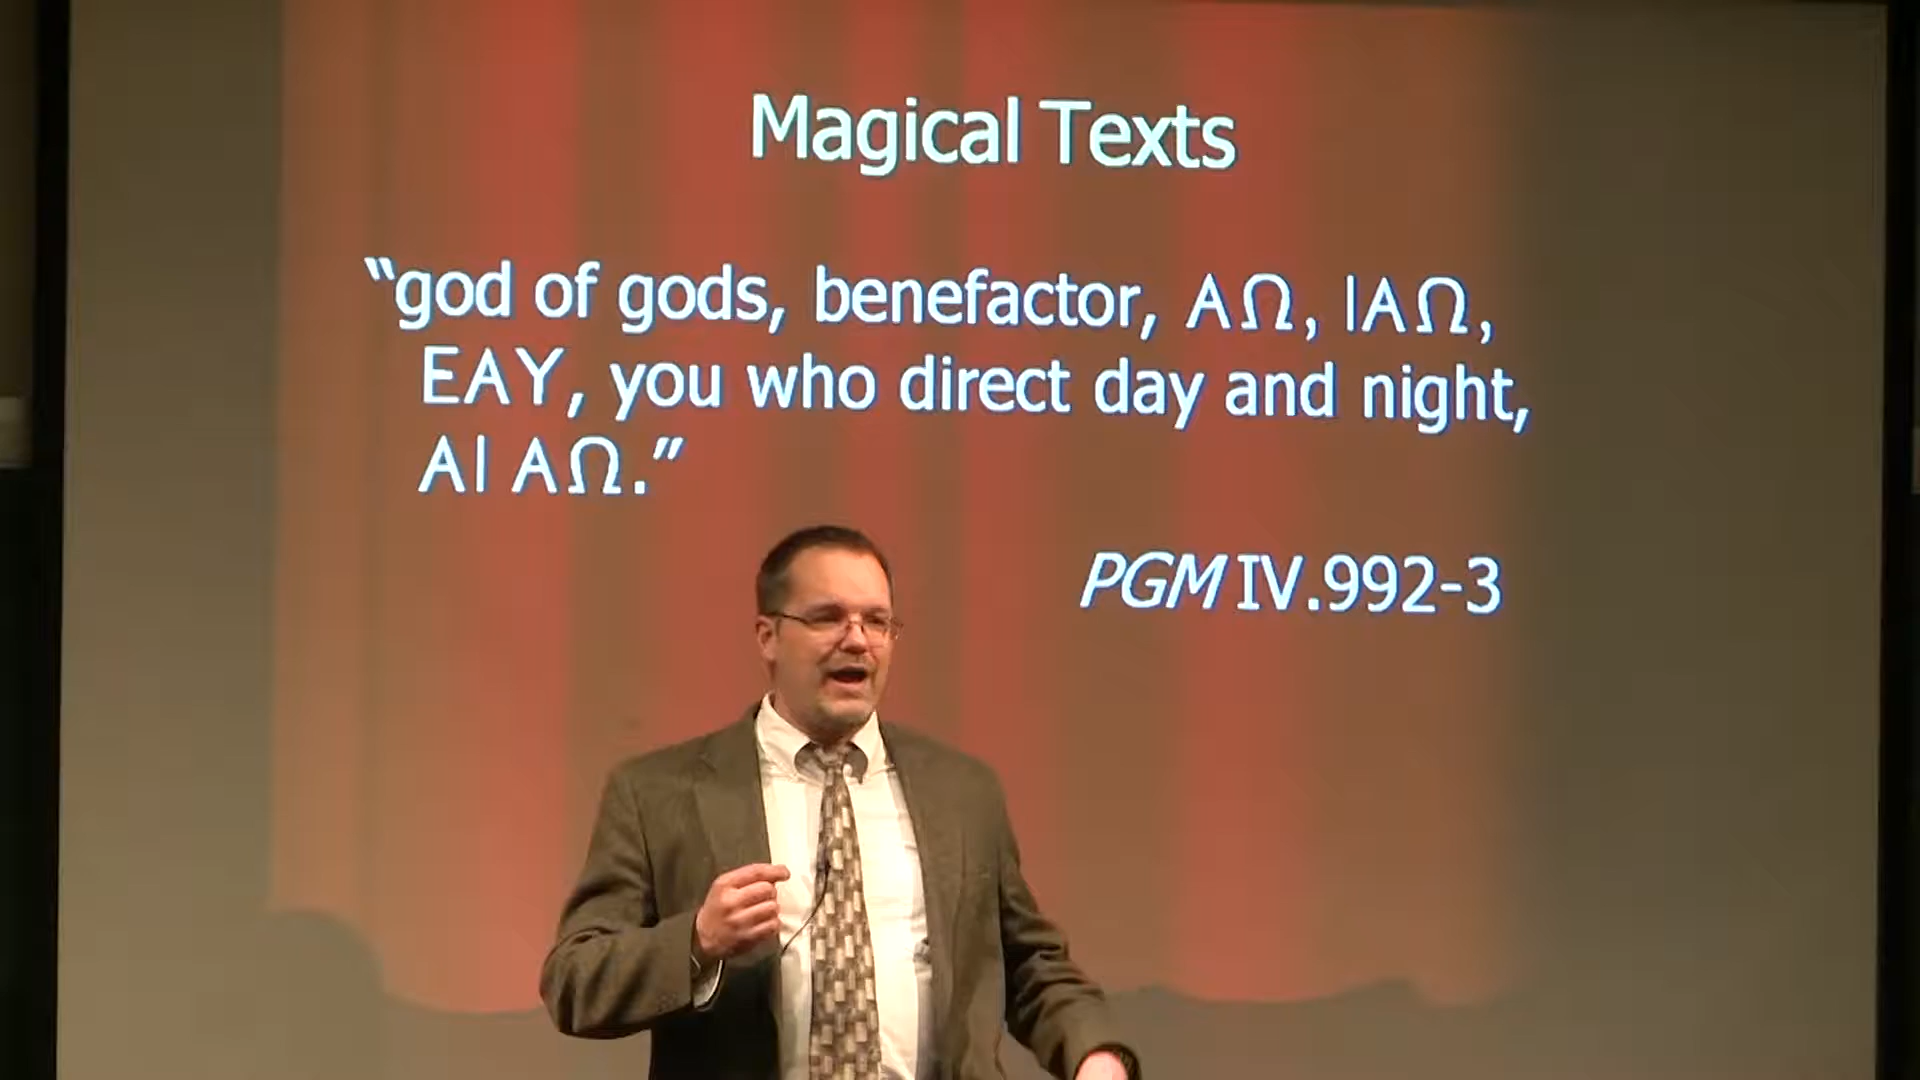 Magical Texts
“god of gods, benefactor, ΑΩ, ΙΑΩ,
ΕΑΥ, you who direct day and night,
ΑΙ ΑΩ.”
PGM IV.992-3